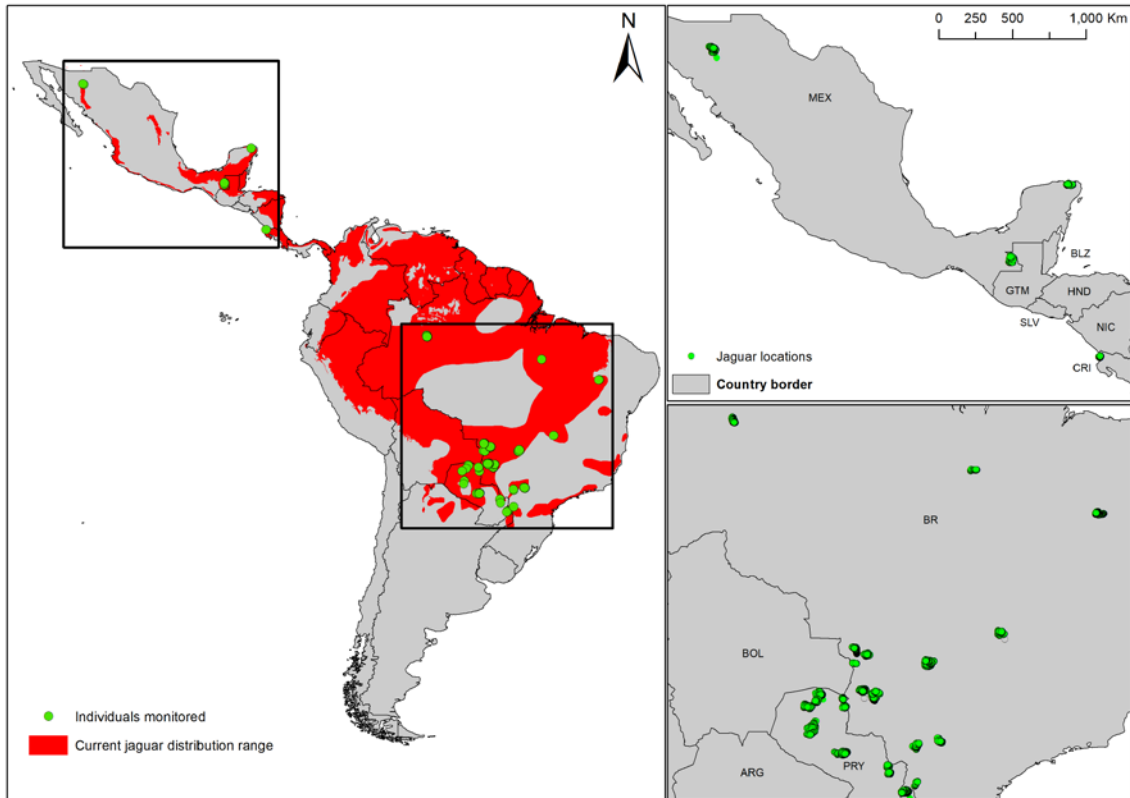 N
Individuals monitored
Current jaguar distribution range
0 250 500 1,000 Km
MEX
BLZ
GTM
HND
SLV
NIC
CRI
Jaguar locations
Country border
BR
BOL
PRY
ARG